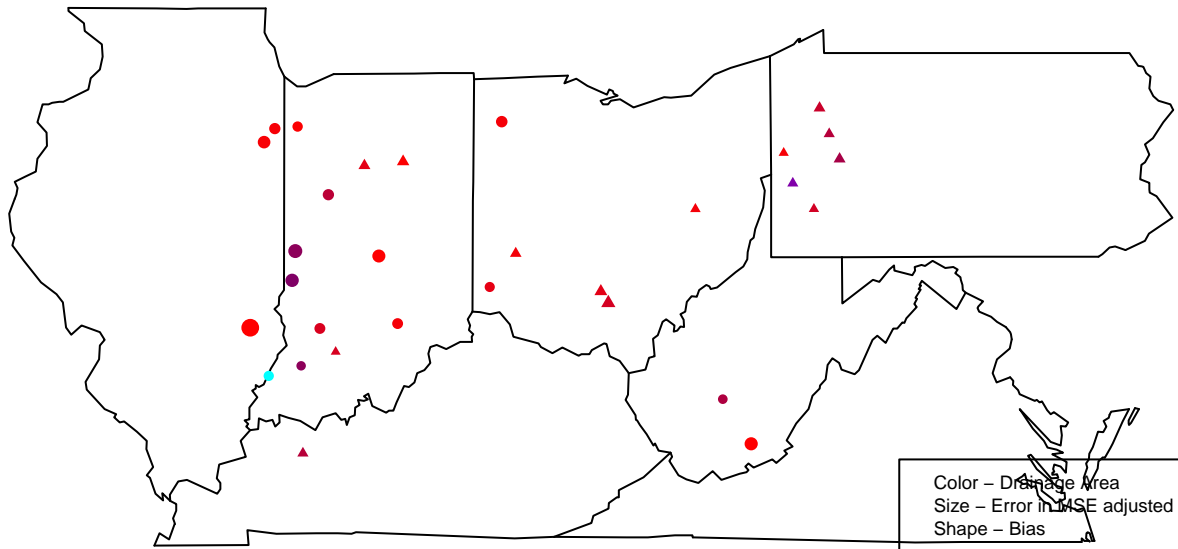 Color – Drainage Area
Size – Error in MSE adjusted
Shape – Bias